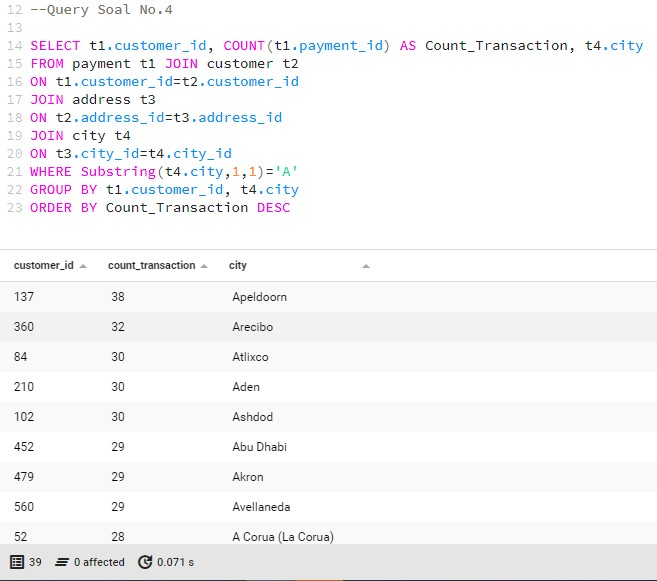 12 --Query Soal No.4
13
14 SELECT t1.customer_id, COUNT(t1.payment_id) AS Count_Transaction, t4.city
15 FROM payment t1 JOIN customer t2
16 ON t1.customer_id=t2.customer_id
17 JOIN address t3
18 ON t2.address_id=t3.address_id
19 JOIN city t4
20 ON t3.city_id=t4.city_id
21 WHERE Substring(t4.city,1,1)='A'
22 GROUP BY t1.customer_id, t4.city
23 ORDER BY Count_Transaction DESC
customer_id count_transaction city
137 38 Apeldoorn
360 32 Arecibo
84 30 Atlixco
210 30 Aden
102 30 Ashdod
452 29 Abu Dhabi
479 29 Akron
560 29 Avellaneda
52 28 A Corua (La Corua)
39 0 affected 0.071 s